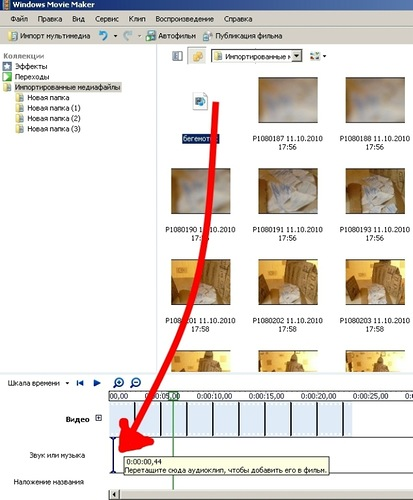 Windows Movie Maker
Файл Правка Вид Сервис Клип Воспроизведение Справка
Импорт мультимедиа Автофильм Публикация фильма
Коллекции
Эффекты
Переходы
Импортированные медиафайлы
Новая папка
Новая папка (1)
Новая папка (2)
Новая папка (3)
Импортированные м
бегемот
P1080187 11.10.2010
17:56
P1080188 11.10.2010
17:56
P1080190 11.10.2010
17:56
P1080191 11.10.2010
17:56
P1080193 11.10.2010
17:56
11.10.2010
17:58
P1080202 11.10.2010
17:58
P1080203 11.10.2010
17:58
Шкала времени
00,00 0:00:05,00 0:00:10,00 0:00:15,00 0:00:20,00 0:00:25,00
Видео
Звук или музыка
0:00:00,44
Перетащите сюда аудиоклип, чтобы добавить его в фильм.
Наложение названия